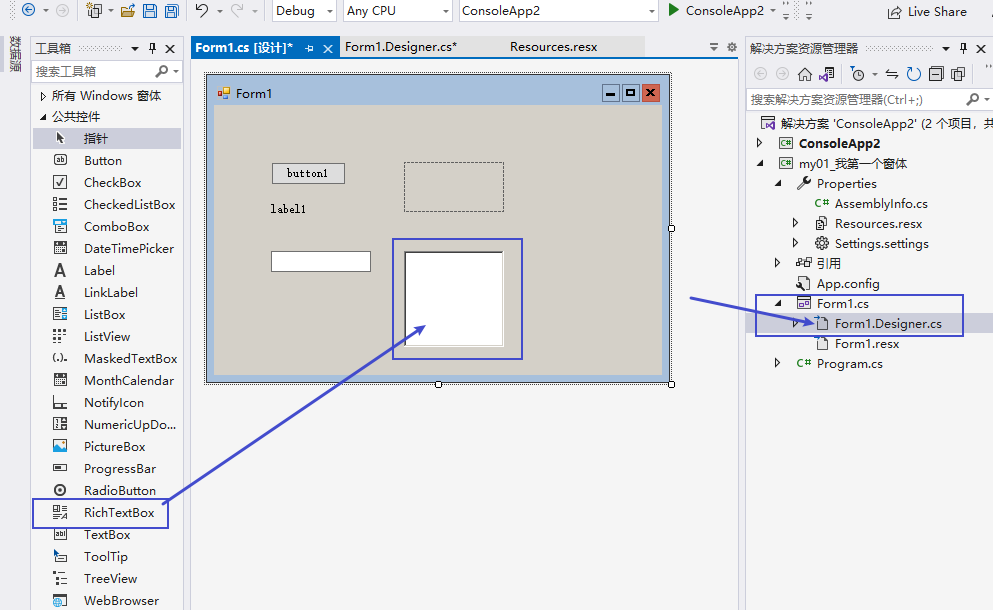 Debug
Any CPU
ConsoleApp2
ConsoleApp2
Live Share
数据源
工具箱
搜索工具箱
所有 Windows 窗体
公共控件
指针
Button
CheckBox
CheckedListBox
ComboBox
DateTimePicker
Label
LinkLabel
ListBox
ListView
MaskedTextBox
MonthCalendar
NotifyIcon
NumericUpDo...
PictureBox
ProgressBar
RadioButton
RichTextBox
TextBox
ToolTip
TreeView
WebBrowser
Form1.cs [设计]*
Form1.Designer.cs*
Resources.resx
Form1
button1
label1
解决方案资源管理器
搜索解决方案资源管理器(Ctrl+;)
解决方案 'ConsoleApp2' (2 个项目, 共
ConsoleApp2
my01_我第一个窗体
Properties
AssemblyInfo.cs
Resources.resx
Settings.settings
引用
App.config
Form1.cs
Form1.Designer.cs
Form1.resx
Program.cs